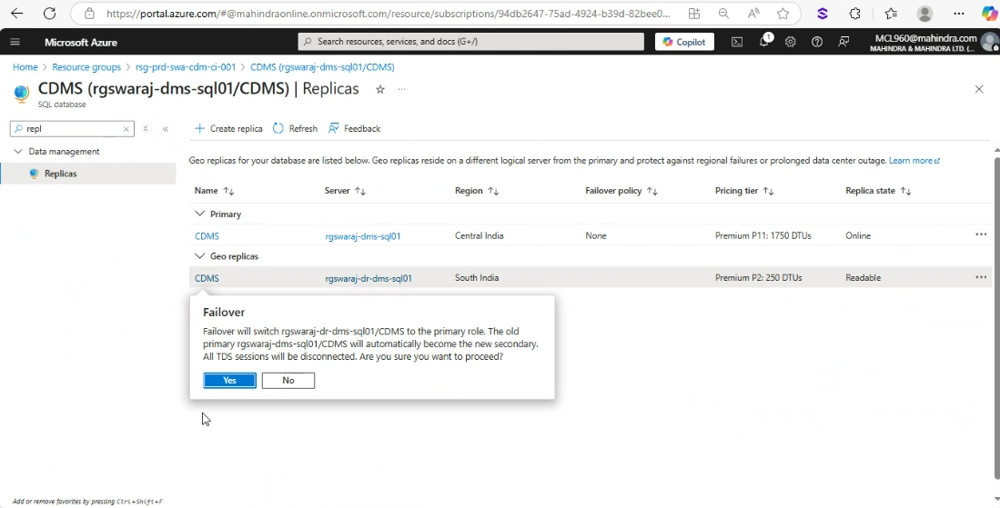 https://portal.azure.com/#@mahindraonline.onmicrosoft.com/resource/subscriptions/94db2647-75ad-4924-b39d-82bee0...
Microsoft Azure
Search resources, services, and docs (G+/)
Copilot
1
MCL960@mahindra.com
MAHINDRA & MAHINDRA LTD. (...
Home > Resource groups > rsg-prd-swa-cdm-ci-001 > CDMS (rgswaraj-dms-sql01/CDMS)
CDMS (rgswaraj-dms-sql01/CDMS) | Replicas
SQL database
repl
Data management
Replicas
Create replica Refresh Feedback
Geo replicas for your database are listed below. Geo replicas reside on a different logical server from the primary and protect against regional failures or prolonged data center outage. Learn more
Name Server Region Failover policy Pricing tier Replica state
Primary
CDMS rgswaraj-dms-sql01 Central India None Premium P11: 1750 DTUs Online
Geo replicas
CDMS rgswaraj-dr-dms-sql01 South India Premium P2: 250 DTUs Readable
Failover
Failover will switch rgswaraj-dr-dms-sql01/CDMS to the primary role. The old
primary rgswaraj-dms-sql01/CDMS will automatically become the new secondary.
All TDS sessions will be disconnected. Are you sure you want to proceed?
Yes No
Add or remove favorites by pressing Ctrl+Shift+F